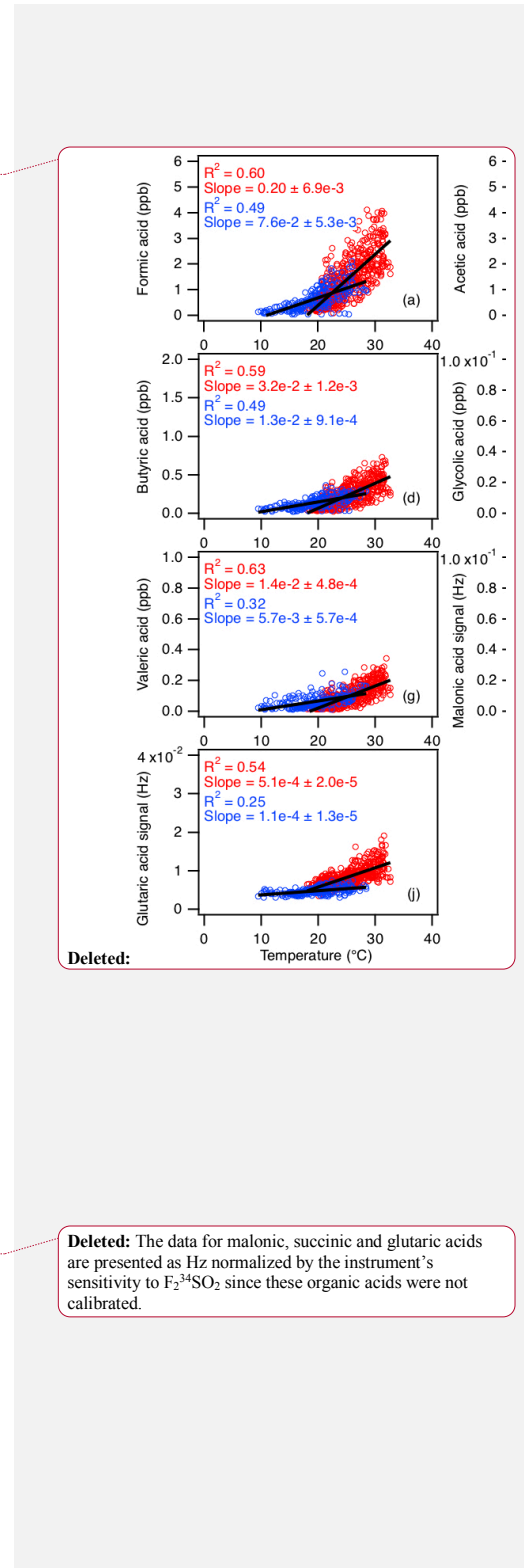 6
5
4
3
2
1
0
Formic acid (ppb)
R² = 0.60
Slope = 0.20 ± 6.9e-3
R² = 0.49
Slope = 7.6e-2 ± 5.3e-3
(a)
0 10 20 30 40
Acetic acid (ppb)
6
5
4
3
2
1
0
2.0
1.5
1.0
0.5
0.0
Butyric acid (ppb)
R² = 0.59
Slope = 3.2e-2 ± 1.2e-3
R² = 0.49
Slope = 1.3e-2 ± 9.1e-4
(d)
0 10 20 30 40
Glycolic acid (ppb)
1.0 x10⁻¹
0.8
0.6
0.4
0.2
0.0
1.0
0.8
0.6
0.4
0.2
0.0
Valeric acid (ppb)
R² = 0.63
Slope = 1.4e-2 ± 4.8e-4
R² = 0.32
Slope = 5.7e-3 ± 5.7e-4
(g)
0 10 20 30 40
Malonic acid signal (Hz)
1.0 x10⁻¹
0.8
0.6
0.4
0.2
0.0
4 x10⁻²
3
2
1
0
Glutaric acid signal (Hz)
R² = 0.54
Slope = 5.1e-4 ± 2.0e-5
R² = 0.25
Slope = 1.1e-4 ± 1.3e-5
(j)
0 10 20 30 40
Temperature (°C)
Deleted:
Deleted: The data for malonic, succinic and glutaric acids
are presented as Hz normalized by the instrument's
sensitivity to F₂³⁴SO₂ since these organic acids were not
calibrated.